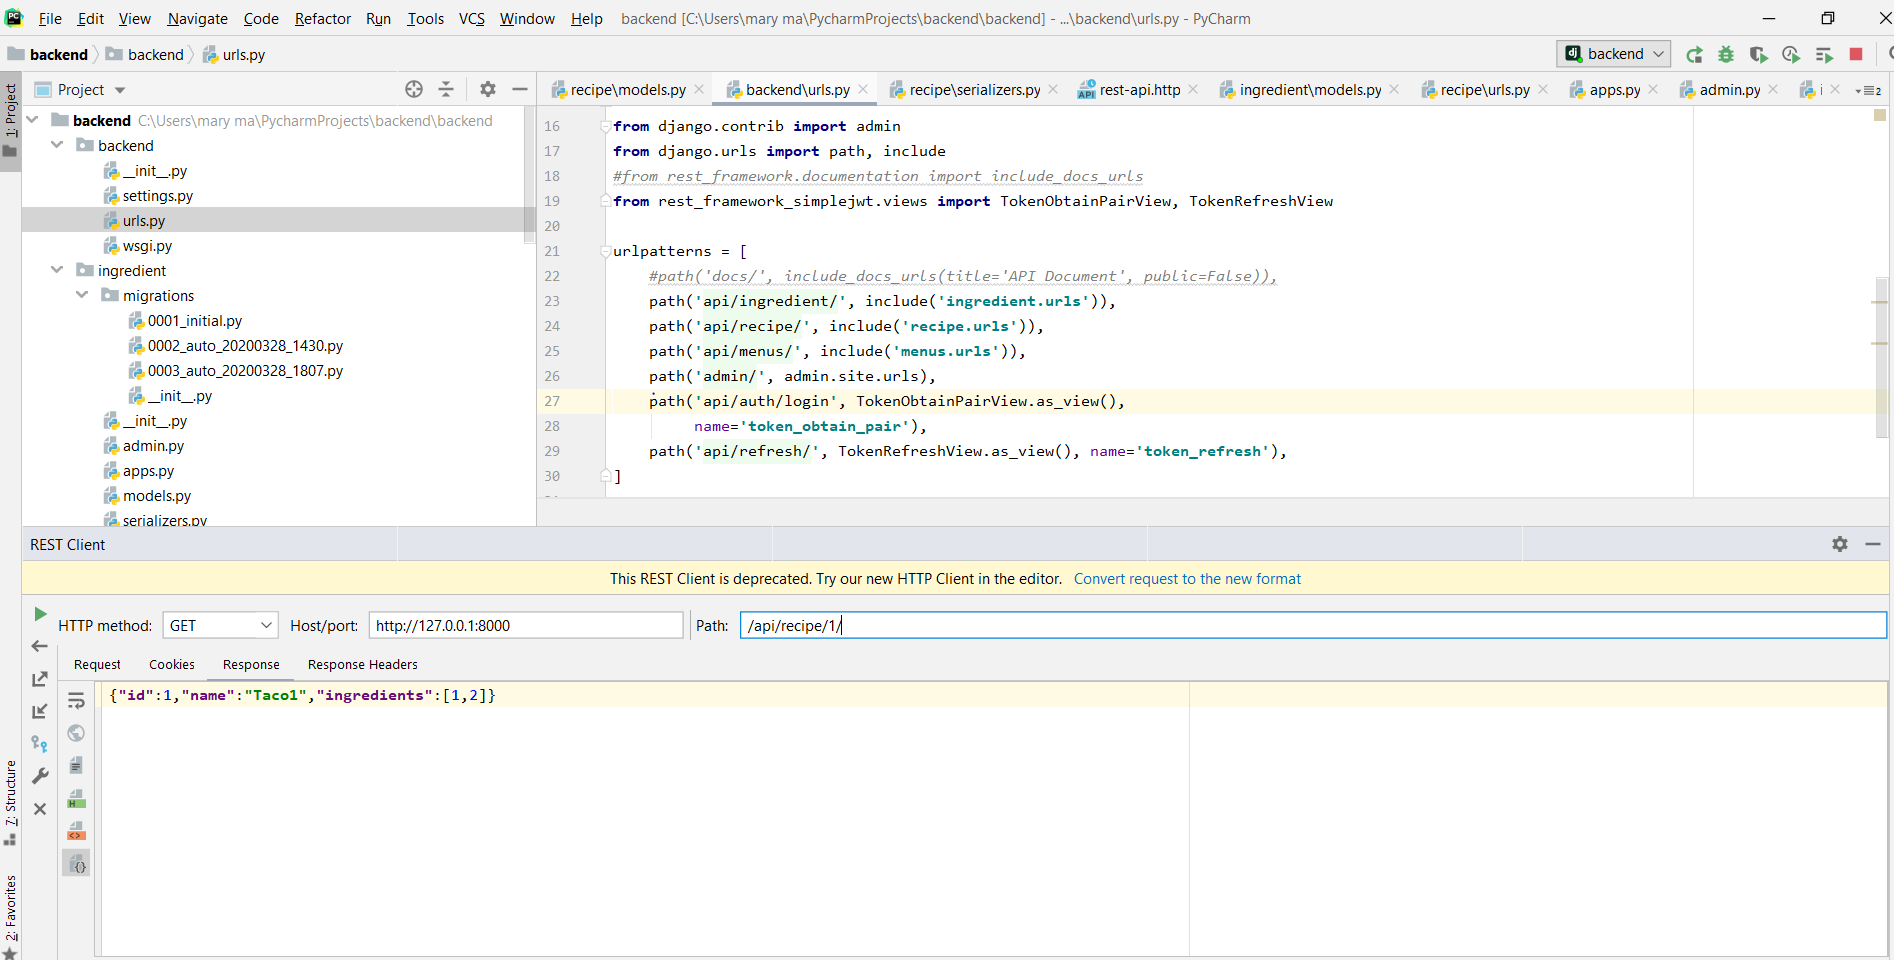 File Edit View Navigate Code Refactor Run Tools VCS Window Help backend [C:\Users\mary ma\PycharmProjects\backend\backend] - ...\backend\urls.py - PyCharm
backend backend urls.py
backend
1: Project
Project
recipe\models.py backend\urls.py recipe\serializers.py rest-api.http ingredient\models.py recipe\urls.py apps.py admin.py i 2
backend C:\Users\mary ma\PycharmProjects\backend\backend
backend
__init__.py
settings.py
urls.py
wsgi.py
ingredient
migrations
0001_initial.py
0002_auto_20200328_1430.py
0003_auto_20200328_1807.py
__init__.py
__init__.py
admin.py
apps.py
models.py
serializers.py
16 from django.contrib import admin
17 from django.urls import path, include
18 #from rest_framework.documentation import include_docs_urls
19 from rest_framework_simplejwt.views import TokenObtainPairView, TokenRefreshView
20
21 urlpatterns = [
22 #path('docs/', include_docs_urls(title='API Document', public=False)),
23 path('api/ingredient/', include('ingredient.urls')),
24 path('api/recipe/', include('recipe.urls')),
25 path('api/menus/', include('menus.urls')),
26 path('admin/', admin.site.urls),
27 path('api/auth/login', TokenObtainPairView.as_view(),
28 name='token_obtain_pair'),
29 path('api/refresh/', TokenRefreshView.as_view(), name='token_refresh'),
30 ]
REST Client
This REST Client is deprecated. Try our new HTTP Client in the editor. Convert request to the new format
HTTP method: GET Host/port: http://127.0.0.1:8000 Path: /api/recipe/1/
Request Cookies Response Response Headers
{"id":1,"name":"Taco1","ingredients":[1,2]}
7: Structure
2: Favorites